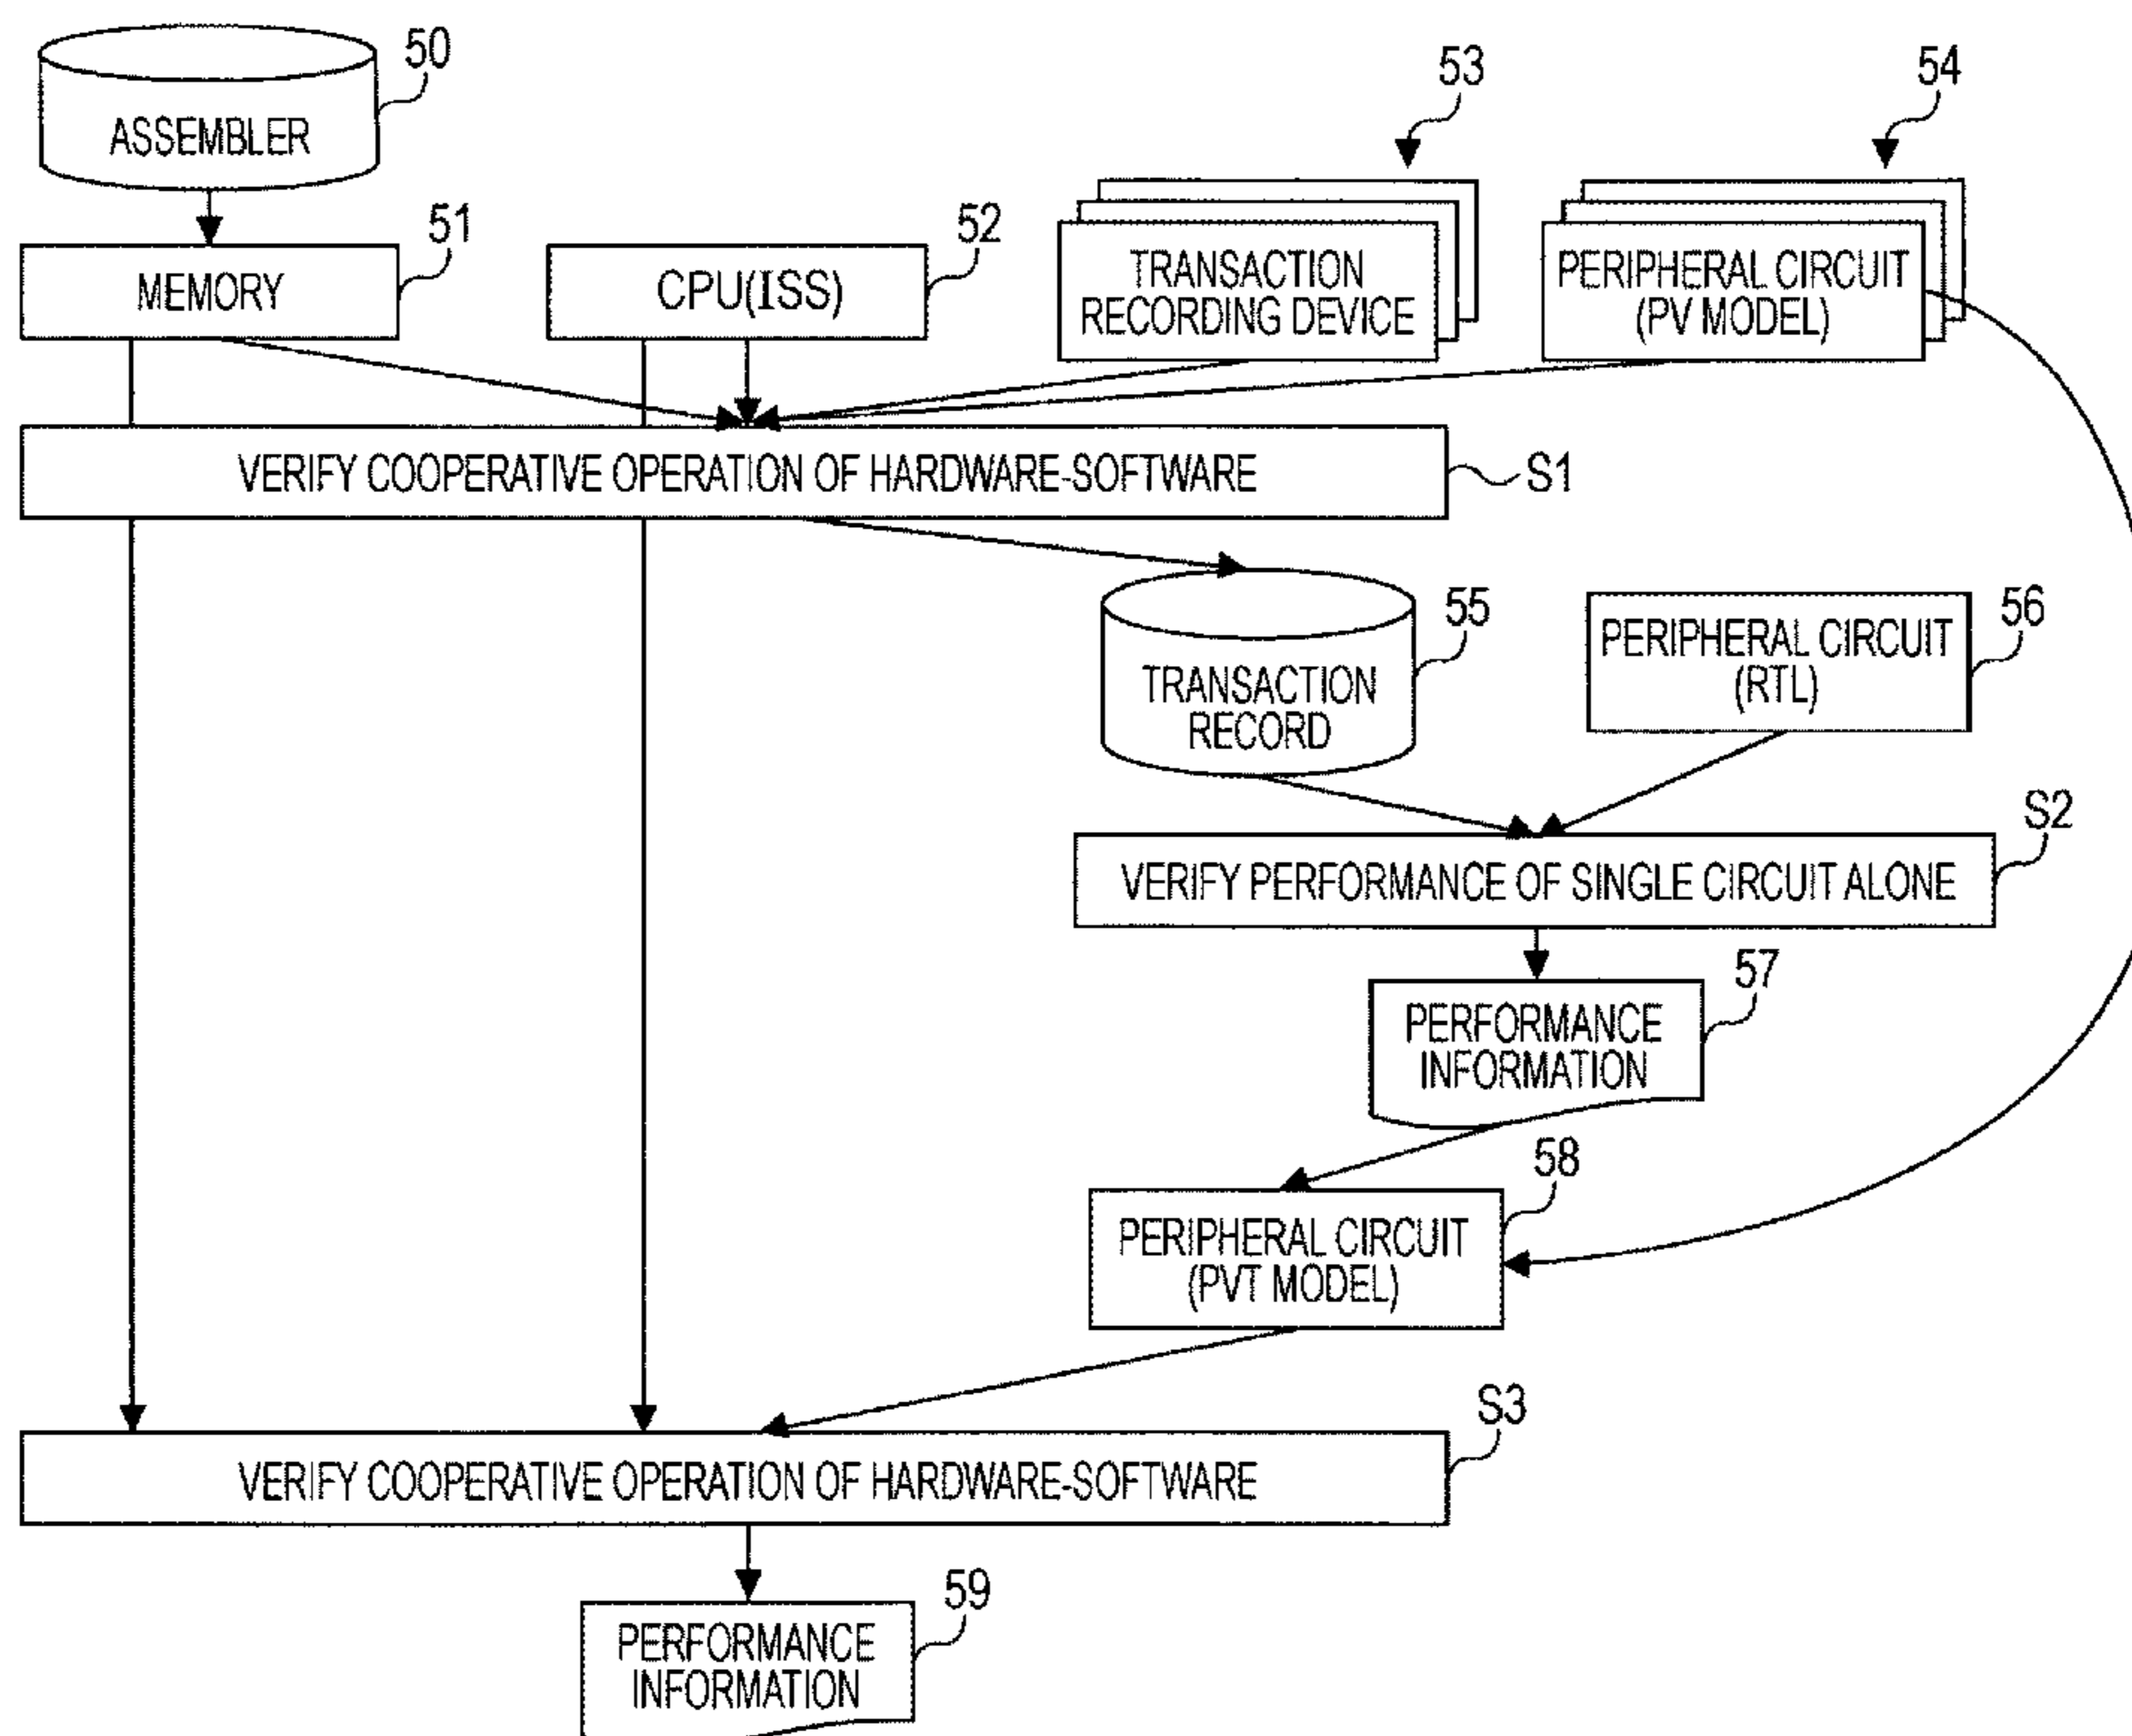 50
ASSEMBLER
53
54
51
MEMORY
52
CPU(ISS)
TRANSACTION
RECORDING DEVICE
PERIPHERAL CIRCUIT
(PV MODEL)
VERIFY COOPERATIVE OPERATION OF HARDWARE-SOFTWARE
S1
55
TRANSACTION
RECORD
56
PERIPHERAL CIRCUIT
(RTL)
S2
VERIFY PERFORMANCE OF SINGLE CIRCUIT ALONE
57
PERFORMANCE
INFORMATION
58
PERIPHERAL CIRCUIT
(PVT MODEL)
S3
VERIFY COOPERATIVE OPERATION OF HARDWARE-SOFTWARE
59
PERFORMANCE
INFORMATION